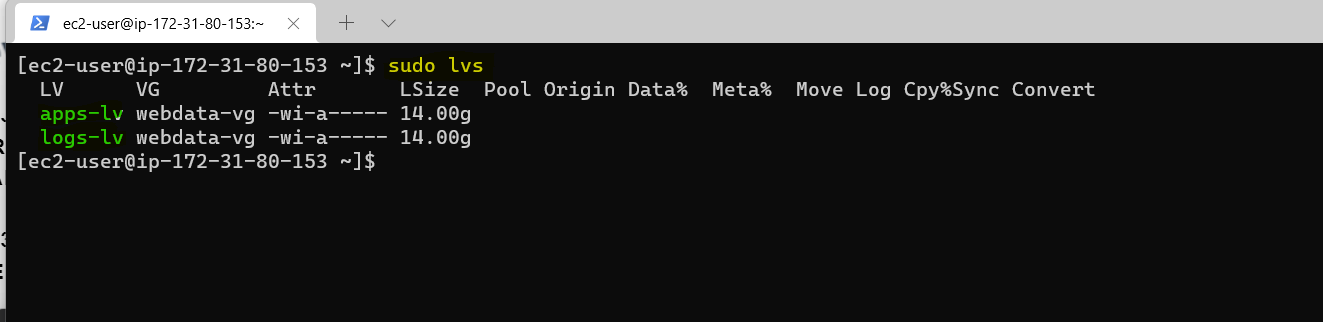 ec2-user@ip-172-31-80-153:~
[ec2-user@ip-172-31-80-153 ~]$ sudo lvs
LV VG Attr LSize Pool Origin Data% Meta% Move Log Cpy%Sync Convert
apps-lv webdata-vg -wi-a----- 14.00g
logs-lv webdata-vg -wi-a----- 14.00g
[ec2-user@ip-172-31-80-153 ~]$